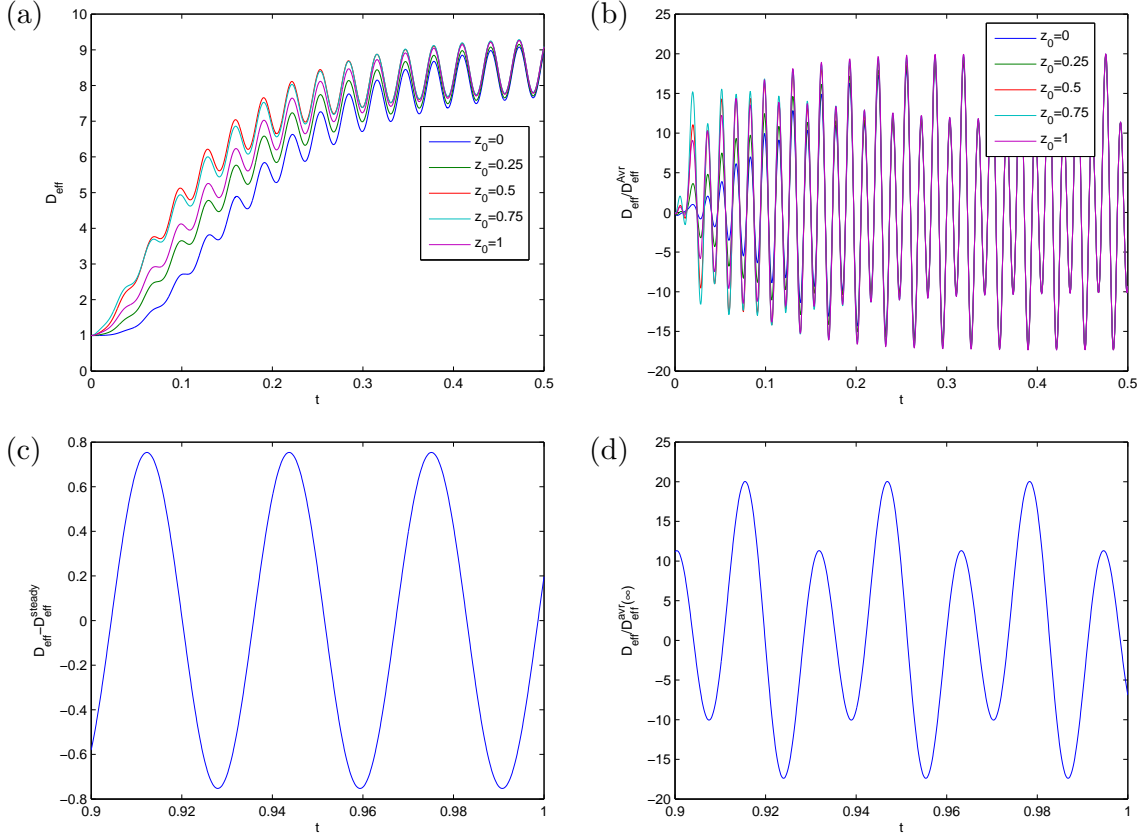 (a)
10
9
8
7
6
5
4
3
2
1
0
D_eff
z_0=0
z_0=0.25
z_0=0.5
z_0=0.75
z_0=1
0
0.1
0.2
0.3
0.4
0.5
t
(b)
25
20
15
10
5
0
−5
−10
−15
−20
D_eff/D_eff^Avr
z_0=0
z_0=0.25
z_0=0.5
z_0=0.75
z_0=1
0
0.1
0.2
0.3
0.4
0.5
t
(c)
0.8
0.6
0.4
0.2
0
−0.2
−0.4
−0.6
−0.8
D_eff−D_eff^steady
0.9
0.92
0.94
0.96
0.98
1
t
(d)
25
20
15
10
5
0
−5
−10
−15
−20
D_eff/D_eff^avr(∞)
0.9
0.92
0.94
0.96
0.98
1
t